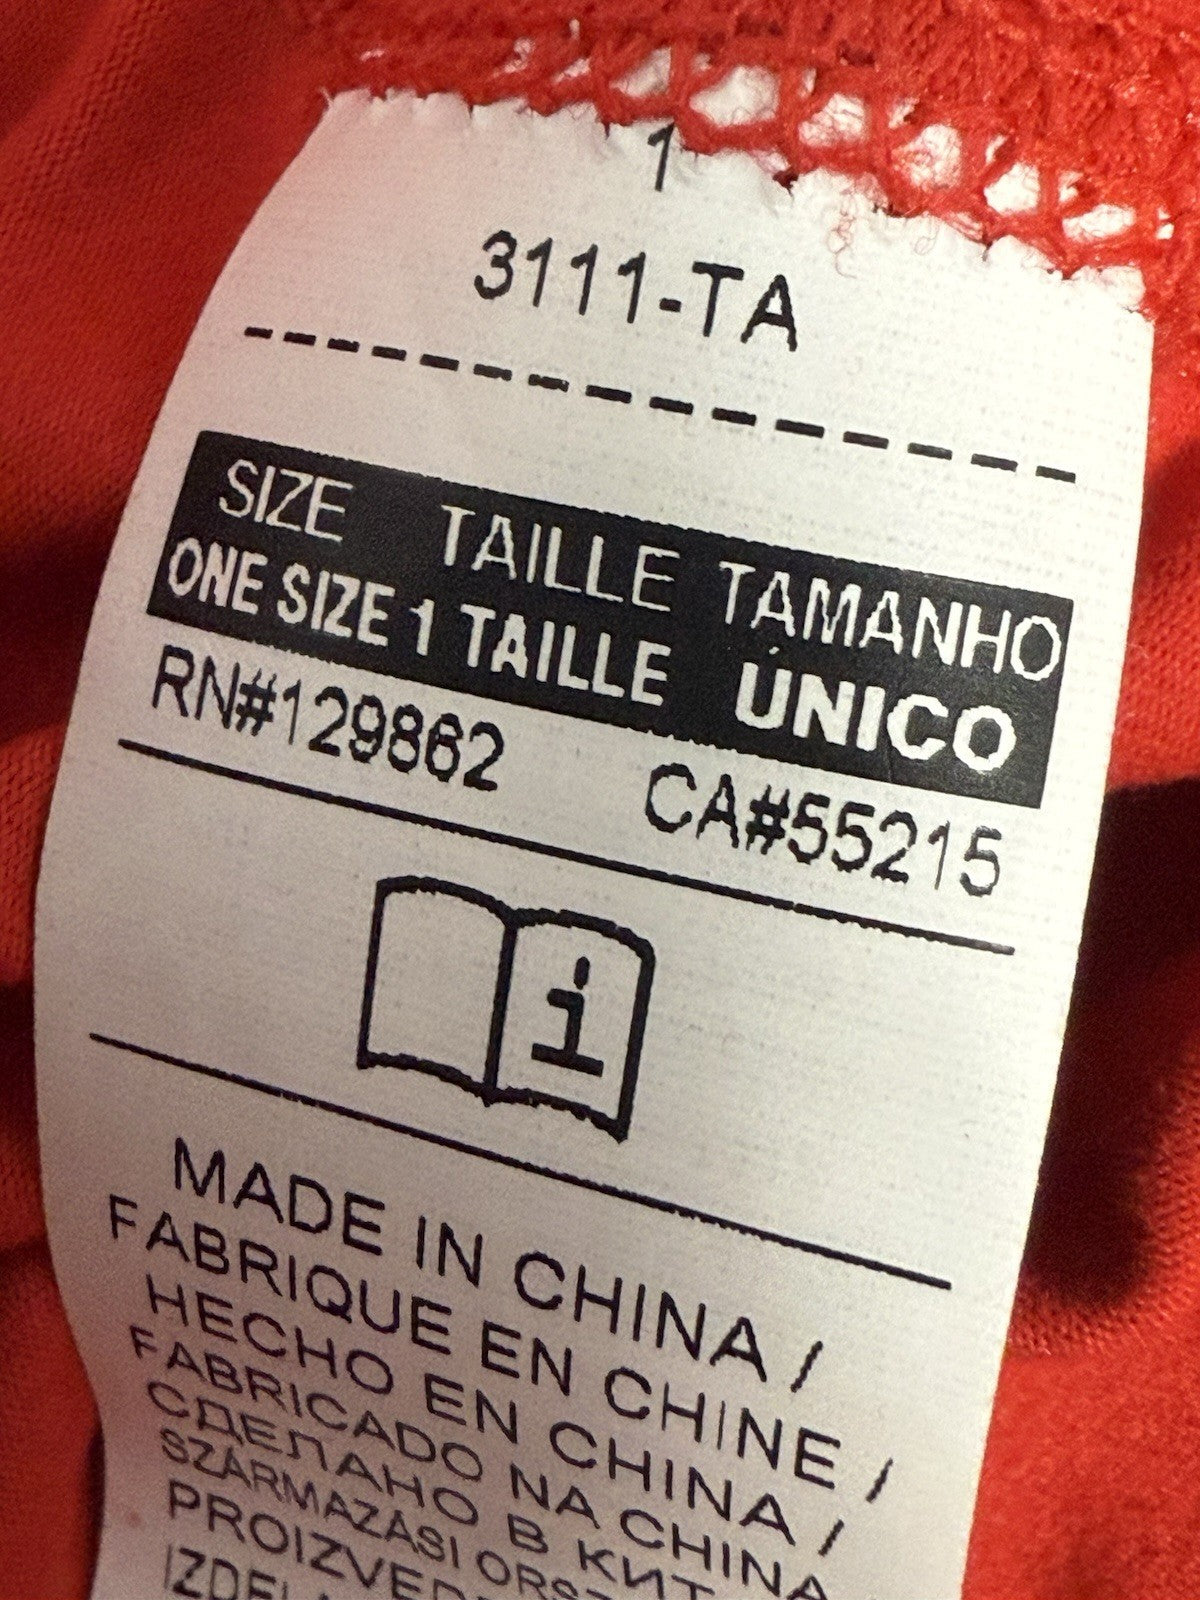 1
3111-TA
SIZE TAILLE TAMANHO
ONE SIZE 1 TAILLE ÚNICO
RN#129862 CA#55215
i
MADE IN CHINA /
FABRIQUE EN CHINE /
HECHO EN CHINA /
FABRICADO NA CHINA
СДЕЛАНО В КИТ
SZÁRMAZÁSI